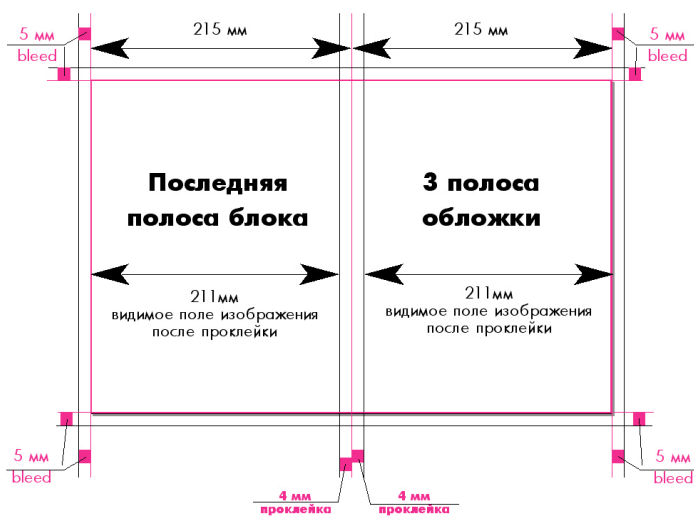 215 мм
215 мм
5 мм
bleed
5 мм
bleed
Последняя
полоса блока
3 полоса
обложки
211мм
видимое поле изображения
после проклейки
211мм
видимое поле изображения
после проклейки
5 мм
bleed
5 мм
bleed
4 мм
проклейка
4 мм
проклейка